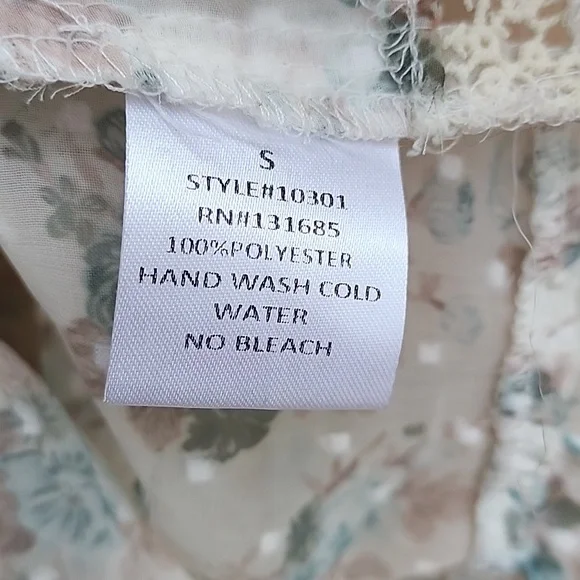 S
STYLE#10301
RN#131685
100%POLYESTER
HAND WASH COLD
WATER
NO BLEACH